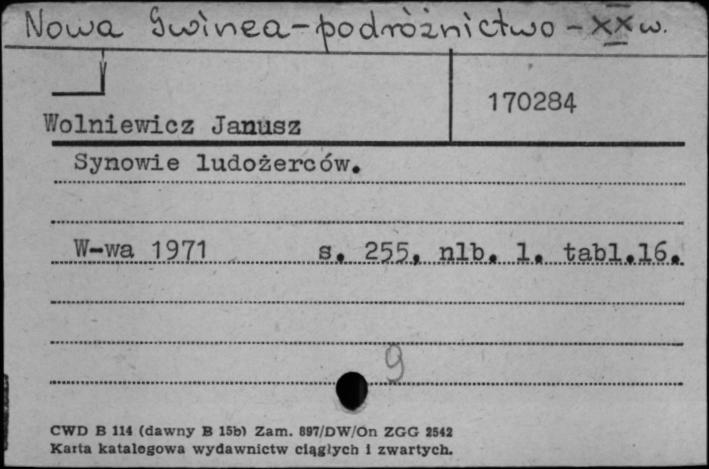 Nowa Gwinea-podróżnictwo-XX w.
170284
Wolniewicz Janusz
Synowie ludożerców.
W-wa 1971 s. 255, nlb. 1. tabl.16.
9
CWD B 114 (dawny B 15b) Zam. 897/DW/On ZGG 2542
Karta katalogowa wydawnictw ciągłych i zwartych.